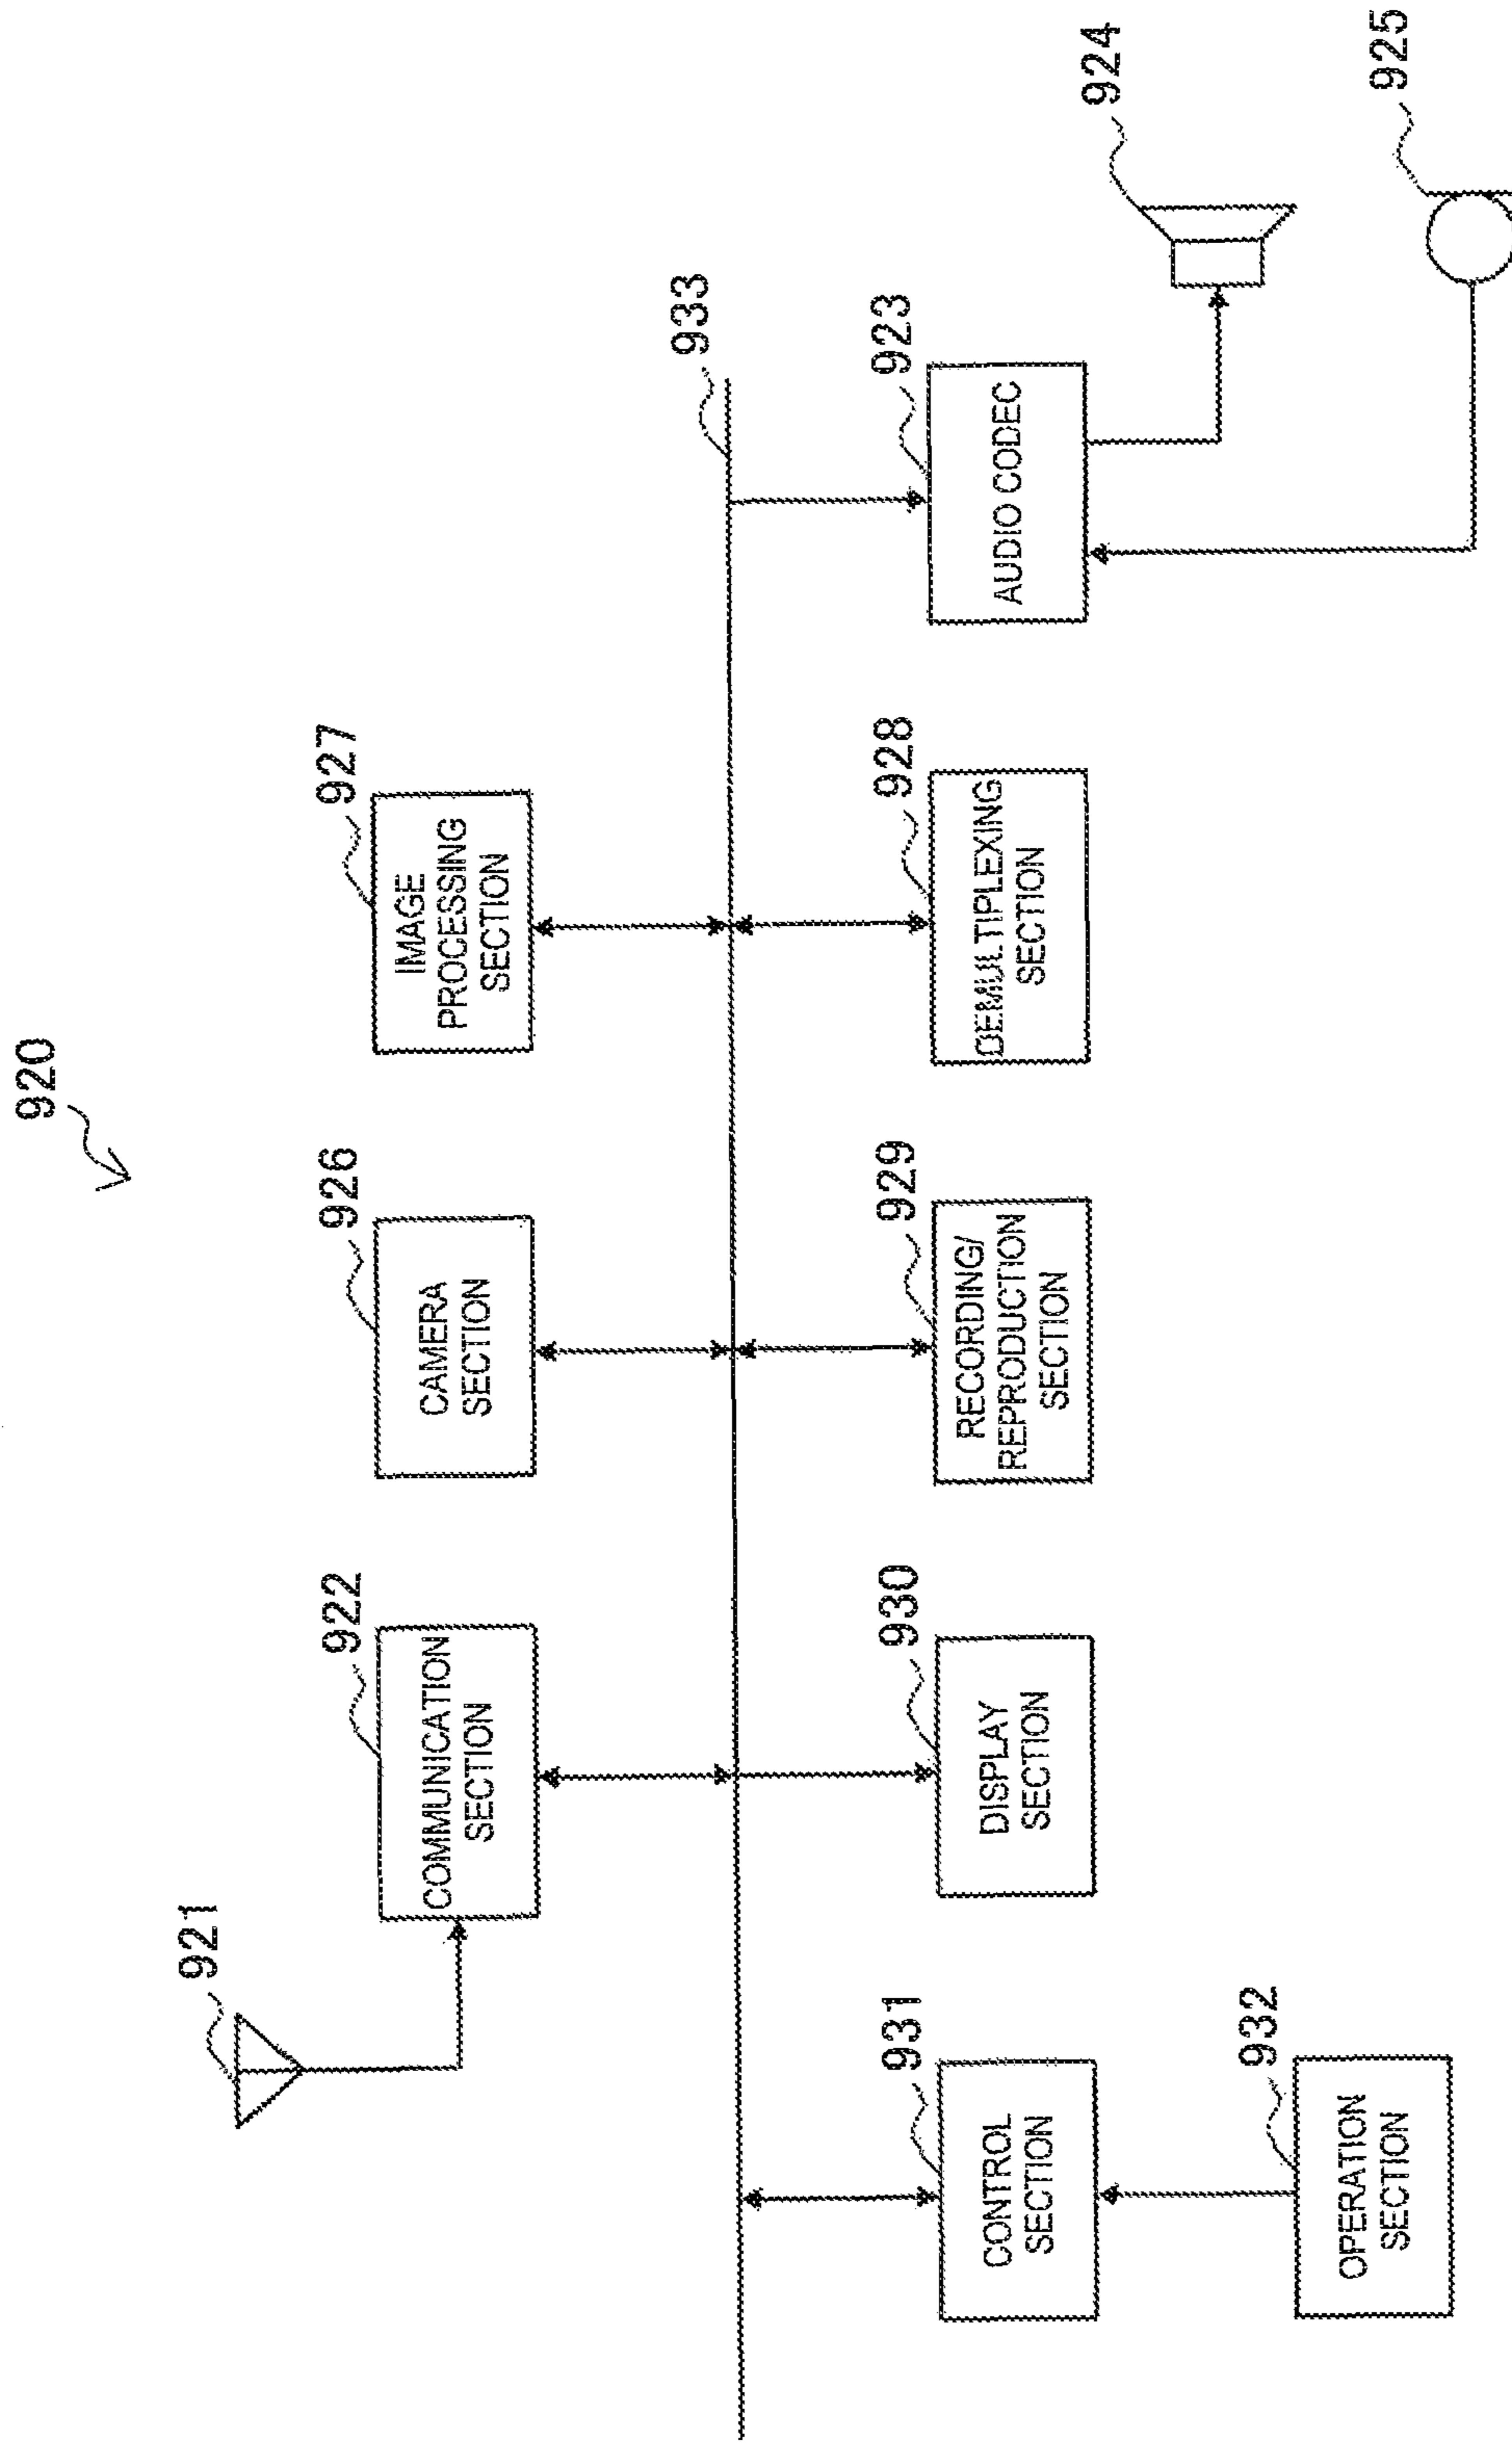 920
921
922
COMMUNICATION
SECTION
926
CAMERA
SECTION
927
IMAGE
PROCESSING
SECTION
933
931
CONTROL
SECTION
930
DISPLAY
SECTION
929
RECORDING/
REPRODUCTION
SECTION
928
DEMULTIPLEXING
SECTION
923
AUDIO CODEC
924
932
OPERATION
SECTION
925